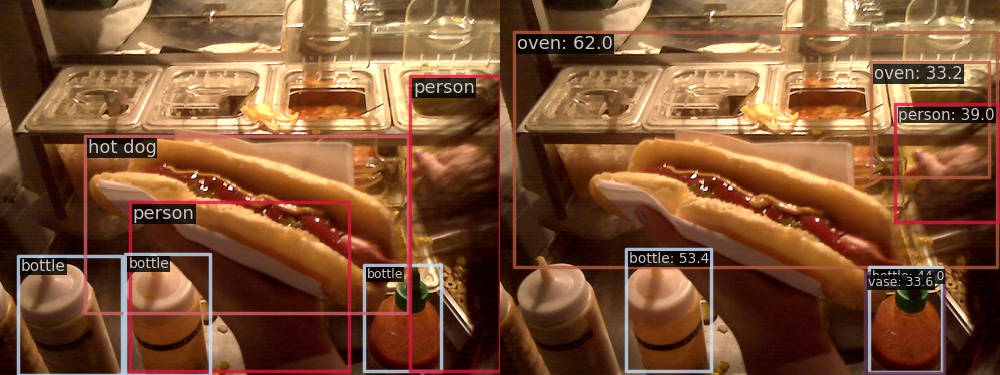 person
hot dog
person
bottle
bottle
bottle
oven: 62.0
oven: 33.2
person: 39.0
bottle: 53.4
bottle: 44.0
vase: 33.6